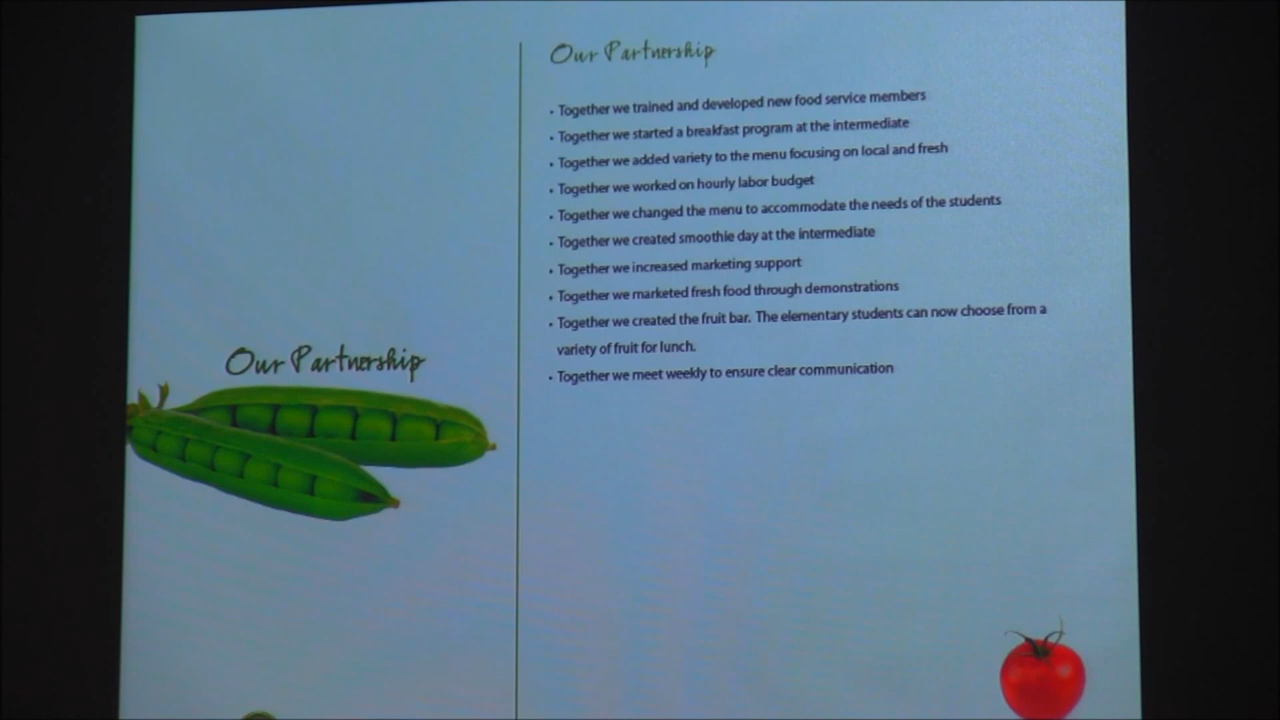 Our Partnership
Our Partnership
• Together we trained and developed new food service members
• Together we started a breakfast program at the intermediate
• Together we added variety to the menu focusing on local and fresh
• Together we worked on hourly labor budget
• Together we changed the menu to accommodate the needs of the students
• Together we created smoothie day at the intermediate
• Together we increased marketing support
• Together we marketed fresh food through demonstrations
• Together we created the fruit bar. The elementary students can now choose from a
variety of fruit for lunch.
• Together we meet weekly to ensure clear communication